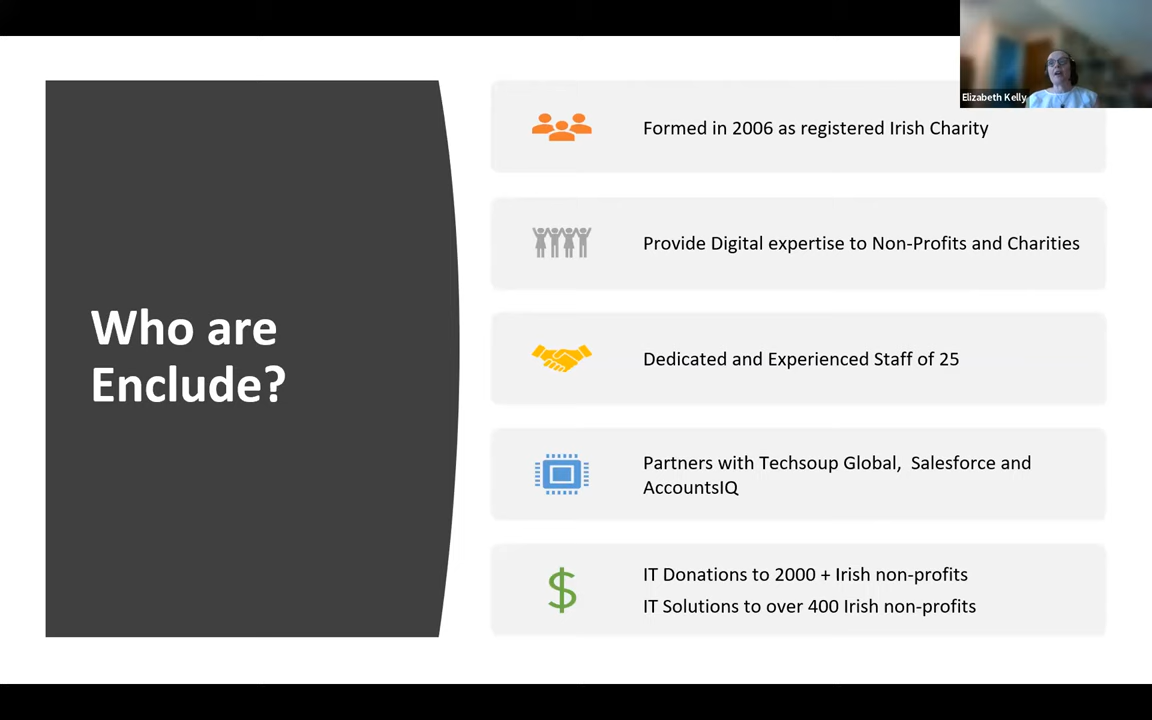 Elizabeth Kelly
Who are
Enclude?
Formed in 2006 as registered Irish Charity
Provide Digital expertise to Non-Profits and Charities
Dedicated and Experienced Staff of 25
Partners with Techsoup Global,  Salesforce and
AccountsIQ
IT Donations to 2000 + Irish non-profits
IT Solutions to over 400 Irish non-profits